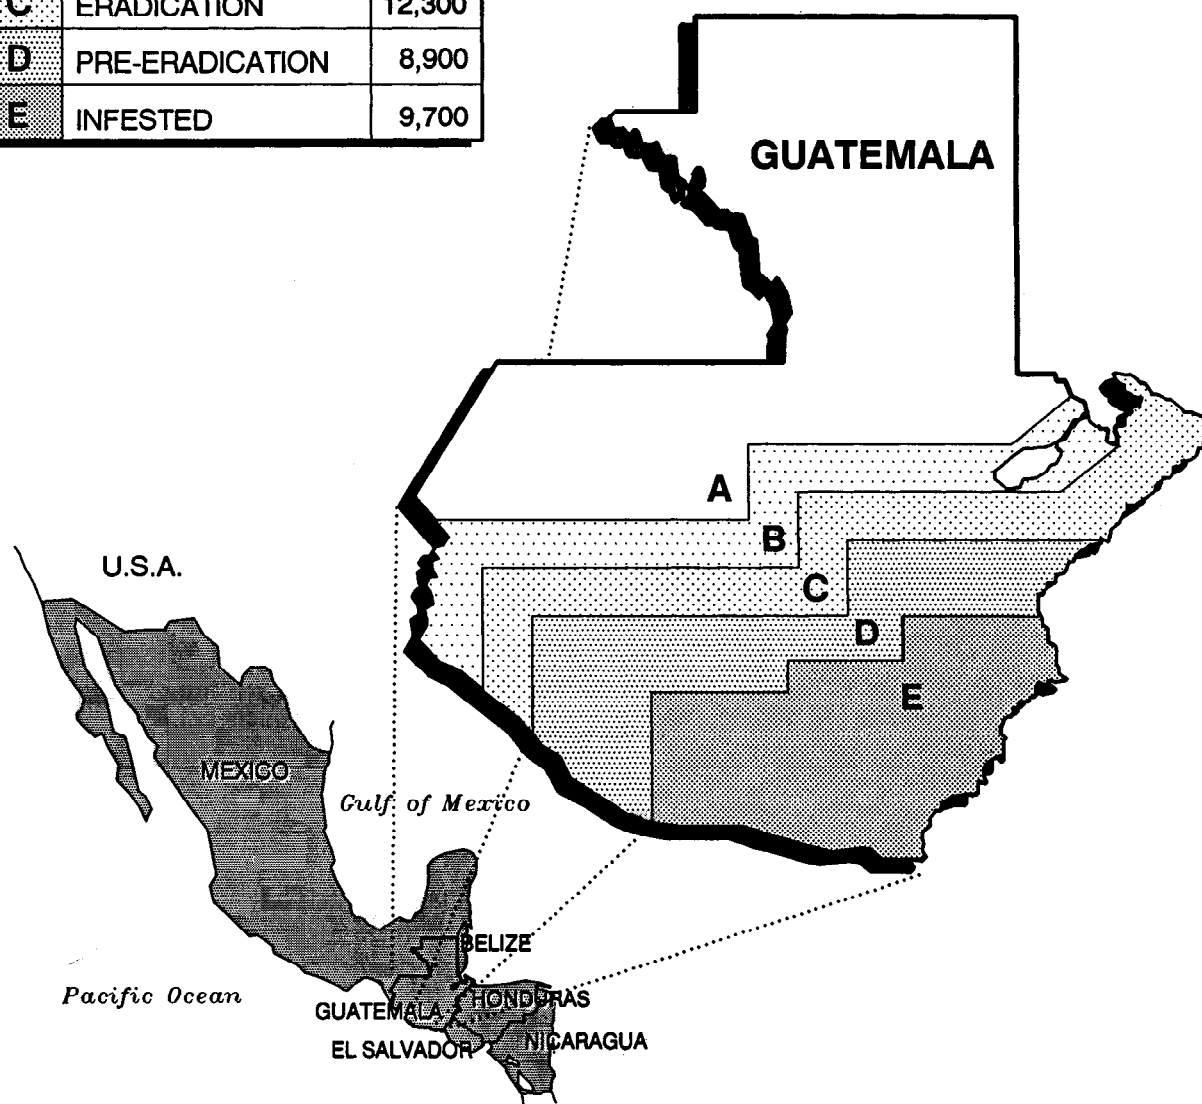 C ERADICATION 12,300
D PRE-ERADICATION 8,900
E INFESTED 9,700
GUATEMALA
A
B
C
D
E
U.S.A.
MEXICO
Gulf of Mexico
BELIZE
Pacific Ocean
HONDURAS
GUATEMALA
NICARAGUA
EL SALVADOR